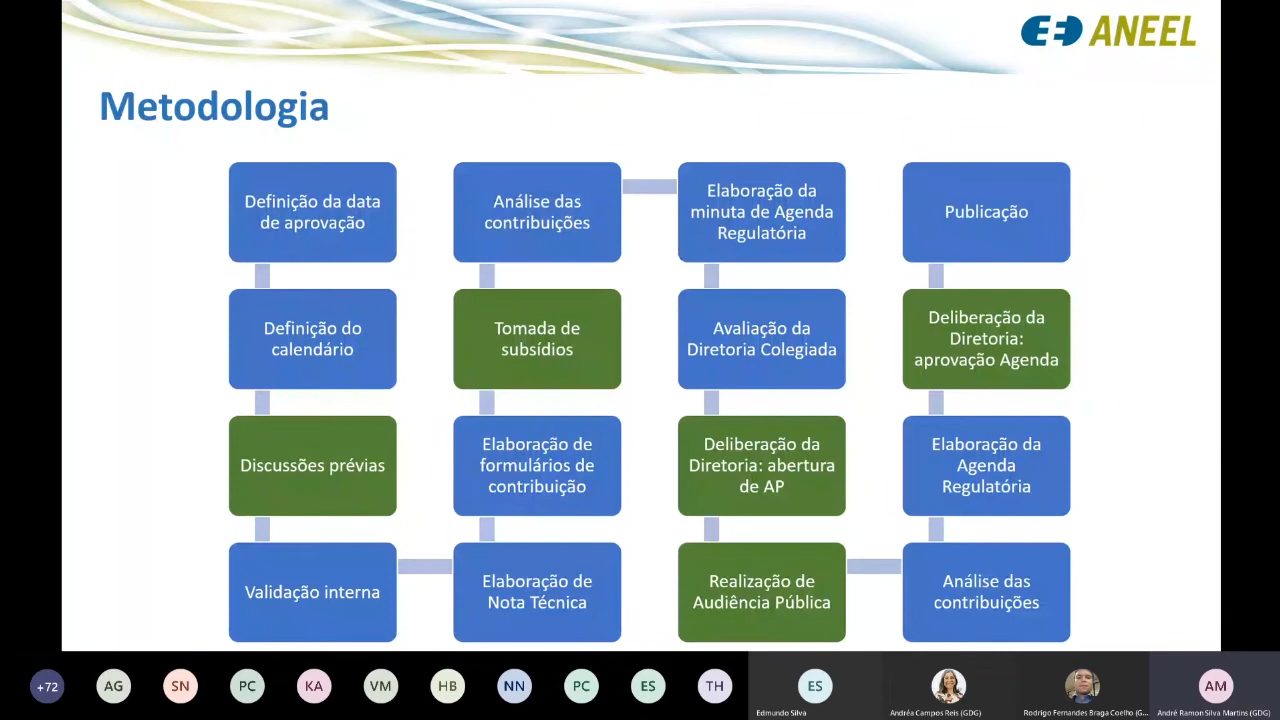 ANEEL
Metodologia
Definição da data
de aprovação
Definição do
calendário
Discussões prévias
Validação interna
Elaboração de
Nota Técnica
Elaboração de
formulários de
contribuição
Tomada de
subsídios
Análise das
contribuições
Elaboração da
minuta de Agenda
Regulatória
Avaliação da
Diretoria Colegiada
Deliberação da
Diretoria: abertura
de AP
Realização de
Audiência Pública
Análise das
contribuições
Elaboração da
Agenda
Regulatória
Deliberação da
Diretoria:
aprovação Agenda
Publicação
+72
AG
SN
PC
KA
VM
HB
NN
PC
ES
TH
ES
Edmundo Silva
Andréa Campos Reis (GDG)
Rodrigo Fernandes Braga Coelho (G...
AM
André Ramon Silva Martins (GDG)